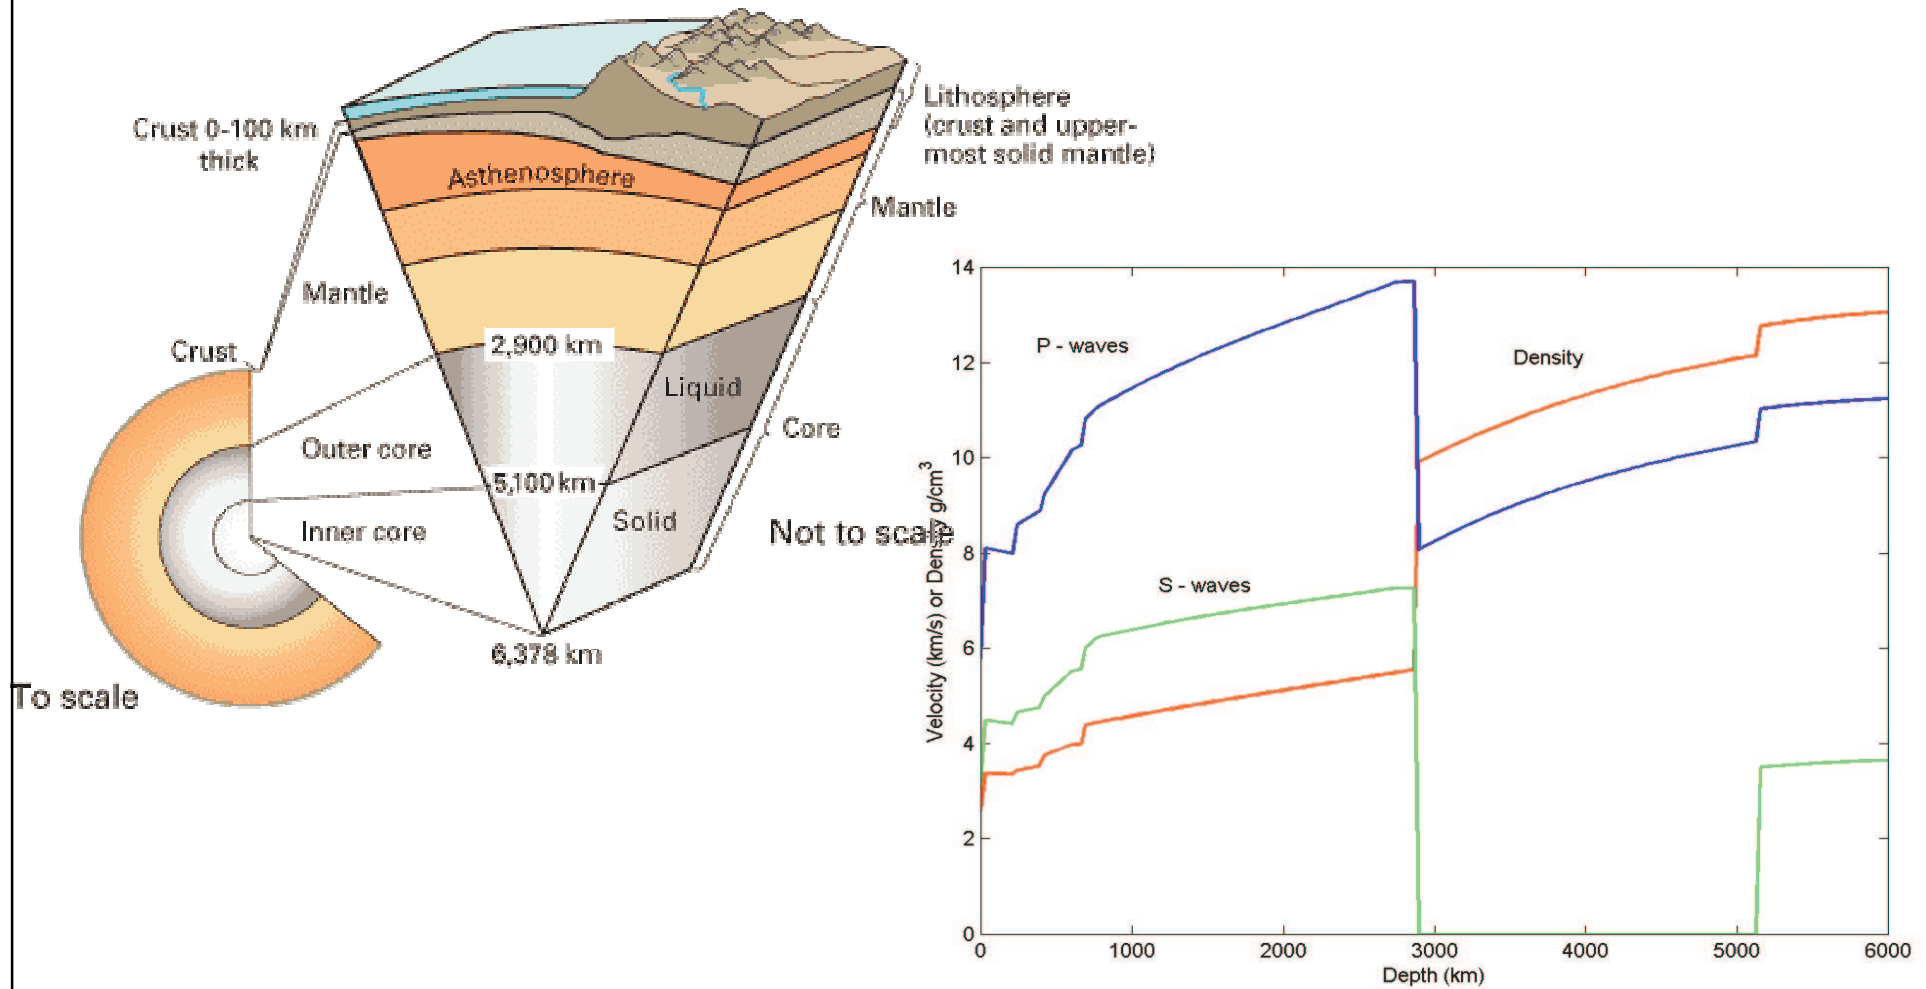 Crust 0-100 km
thick
Lithosphere
(crust and upper-
most solid mantle)
Asthenosphere
Mantle
Mantle
Crust
2,900 km
Liquid
Core
Outer core
5,100 km
Inner core
Solid
Not to scale
6,378 km
To scale
14
12
10
8
6
4
2
0
Velocity (km/s) or Density g/cm³
P - waves
Density
S - waves
0 1000 2000 3000 4000 5000 6000
Depth (km)